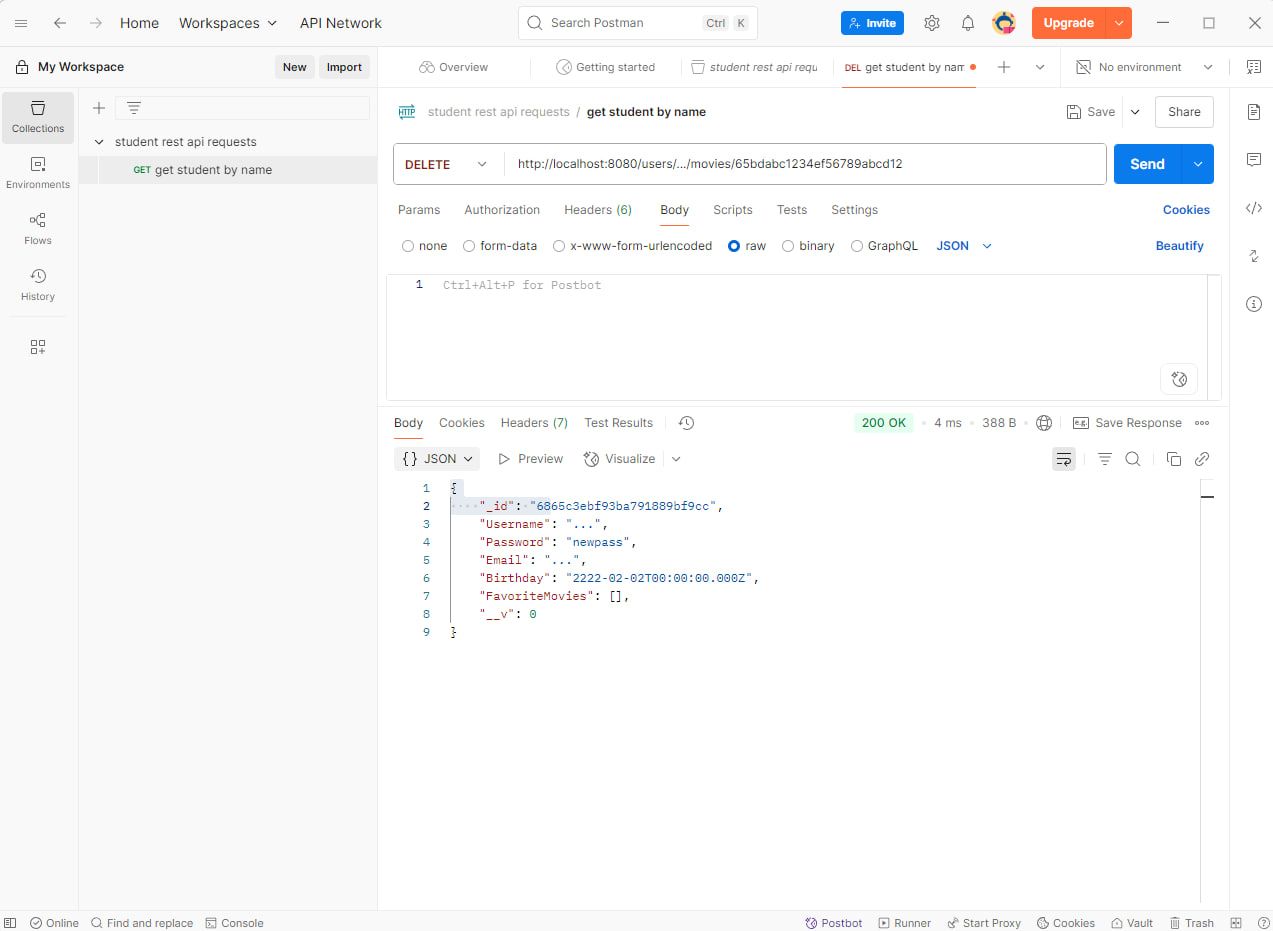 Home Workspaces API Network Search Postman Ctrl K Invite Upgrade
My Workspace New Import Overview Getting started student rest api requ DEL get student by nam No environment
Collections
Environments
Flows
History
student rest api requests
GET get student by name
HTTP student rest api requests / get student by name Save Share
DELETE http://localhost:8080/users/.../movies/65bdabc1234ef56789abcd12 Send
Params Authorization Headers (6) Body Scripts Tests Settings Cookies
none form-data x-www-form-urlencoded raw binary GraphQL JSON Beautify
1 Ctrl+Alt+P for Postbot
Body Cookies Headers (7) Test Results 200 OK • 4 ms • 388 B • e.g. Save Response
{} JSON Preview Visualize
1 {
2 ····"_id":·"6865c3ebf93ba791889bf9cc",
3 "Username": "...",
4 "Password": "newpass",
5 "Email": "...",
6 "Birthday": "2222-02-02T00:00:00.000Z",
7 "FavoriteMovies": [],
8 "__v": 0
9 }
Online Find and replace Console Postbot Runner Start Proxy Cookies Vault Trash